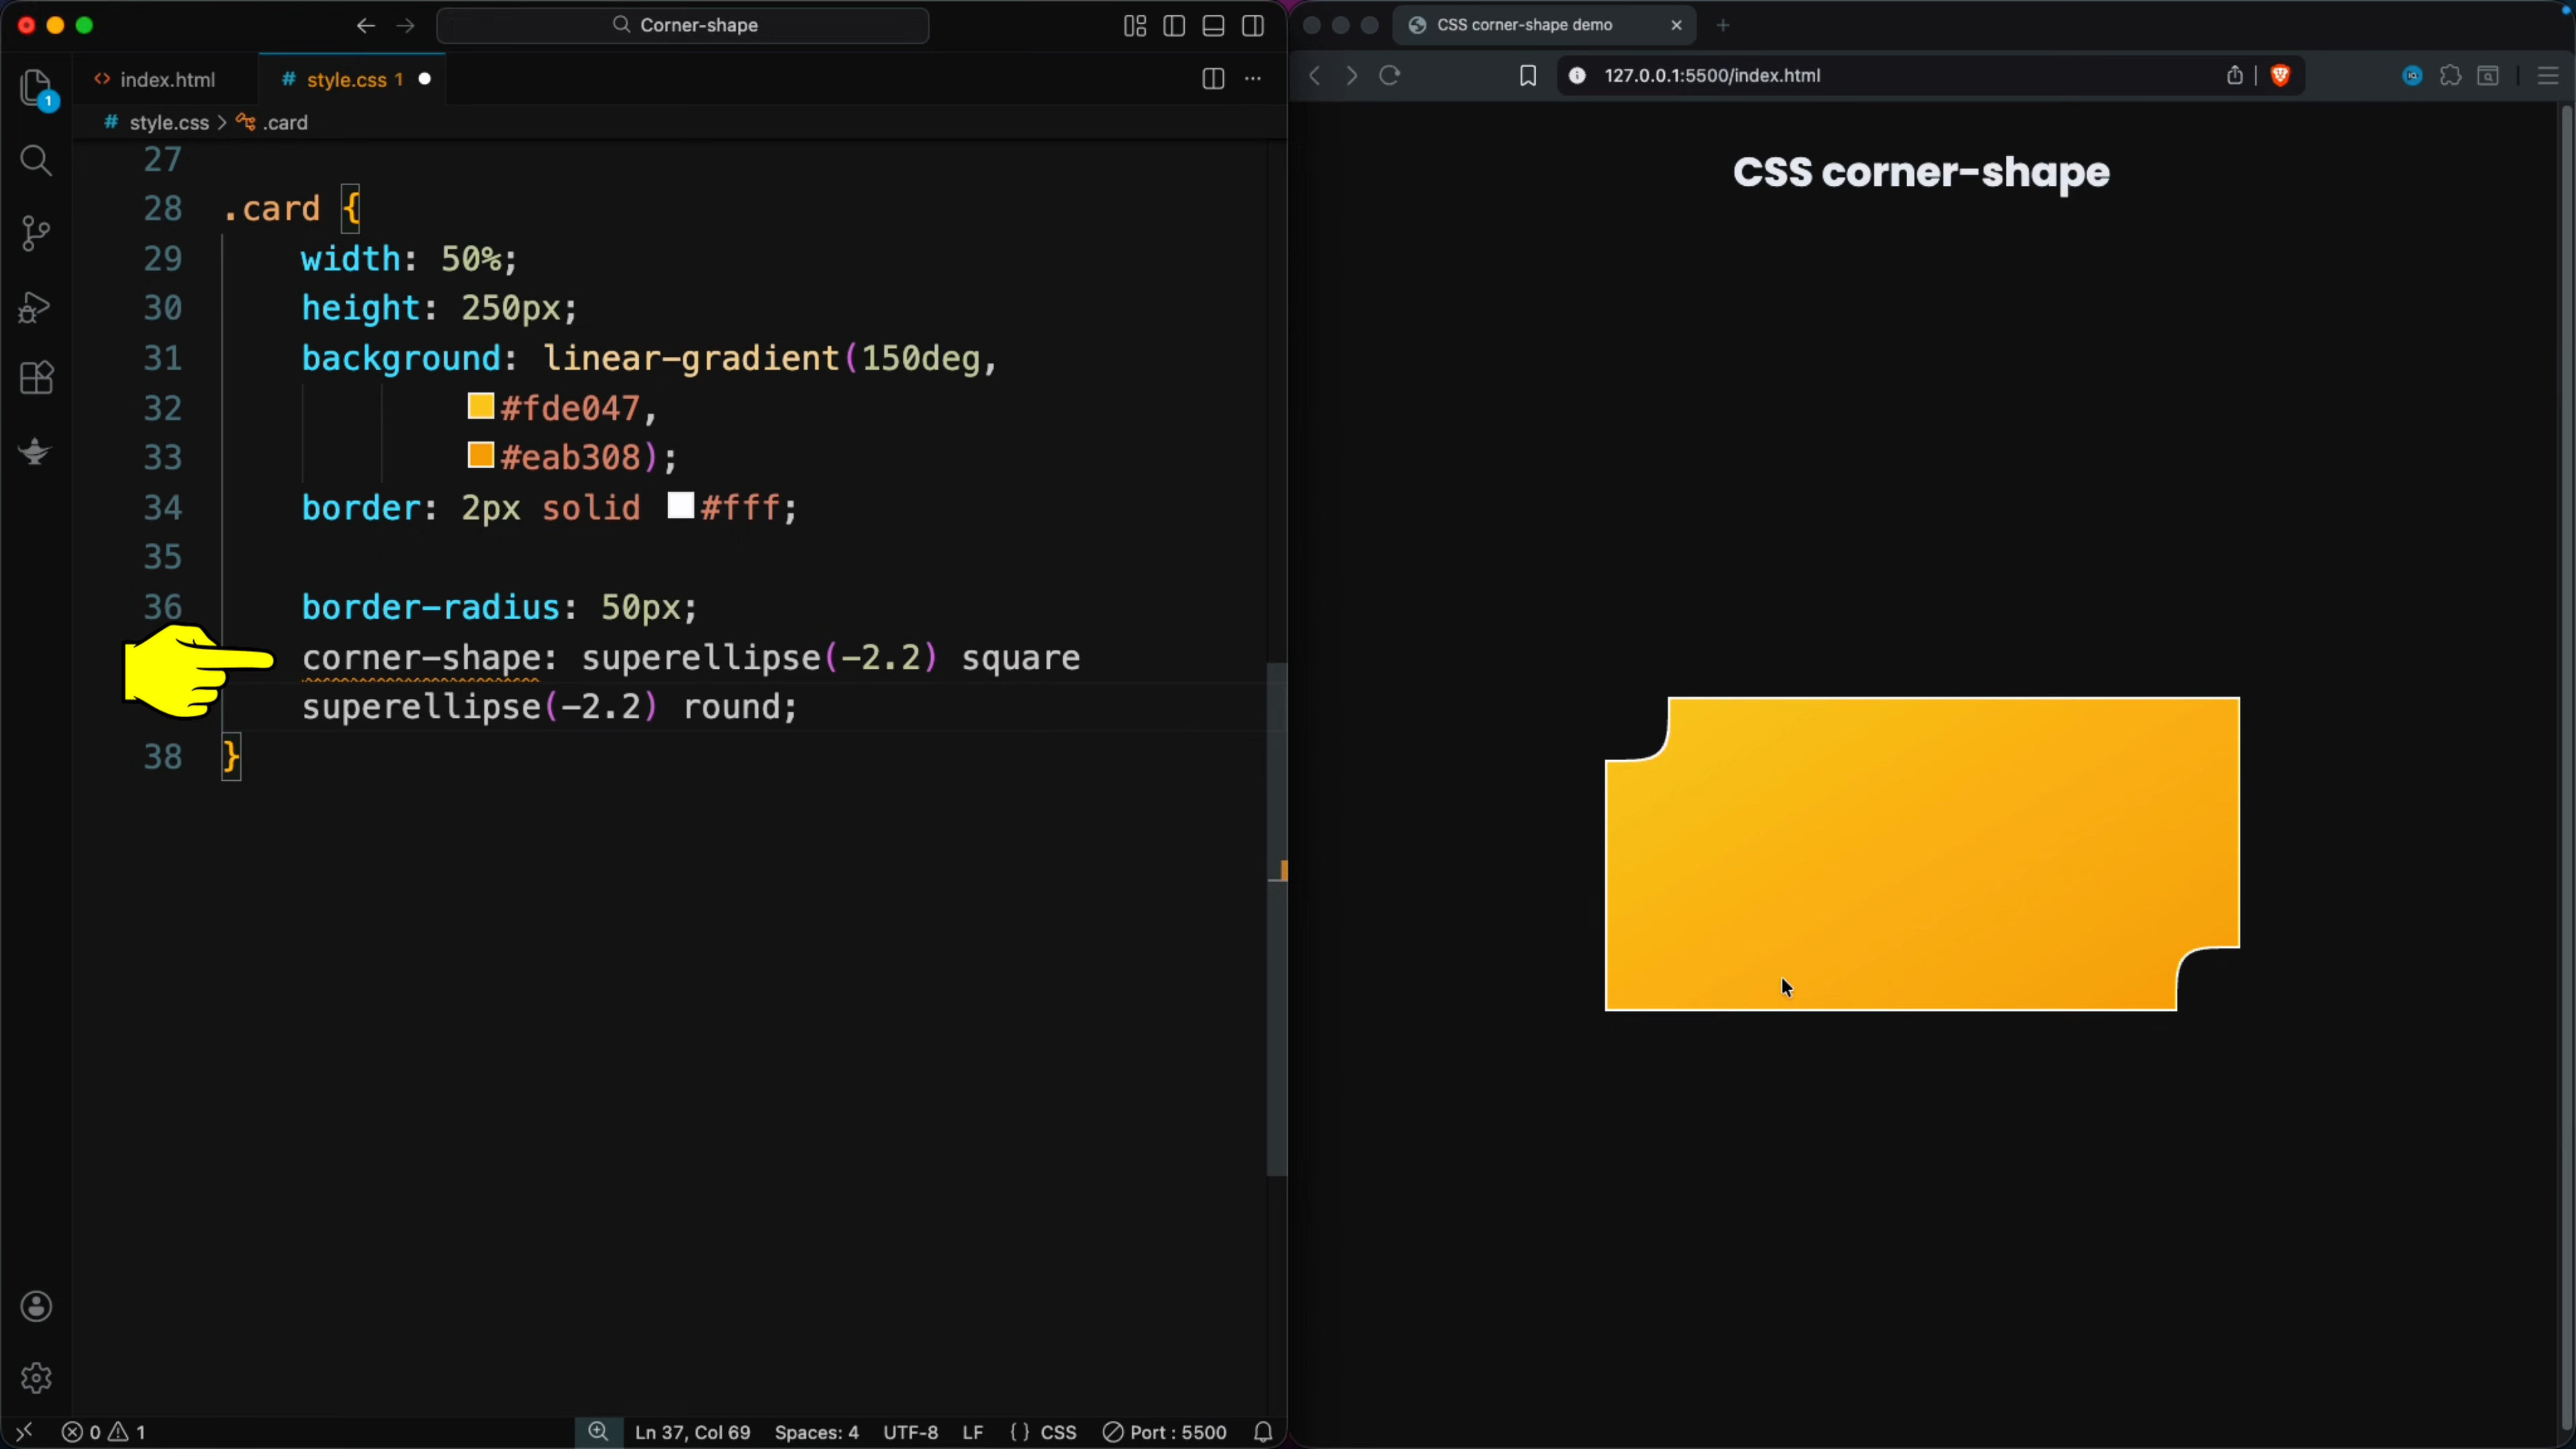 Corner-shape
index.html
style.css 1
1
style.css > .card
27
28 .card {
29 width: 50%;
30 height: 250px;
31 background: linear-gradient(150deg,
32 #fde047,
33 #eab308);
34 border: 2px solid #fff;
35
36 border-radius: 50px;
corner-shape: superellipse(-2.2) square
superellipse(-2.2) round;
38 }
0 1
Ln 37, Col 69 Spaces: 4 UTF-8 LF {} CSS Port : 5500
CSS corner-shape demo
127.0.0.1:5500/index.html
CSS corner-shape